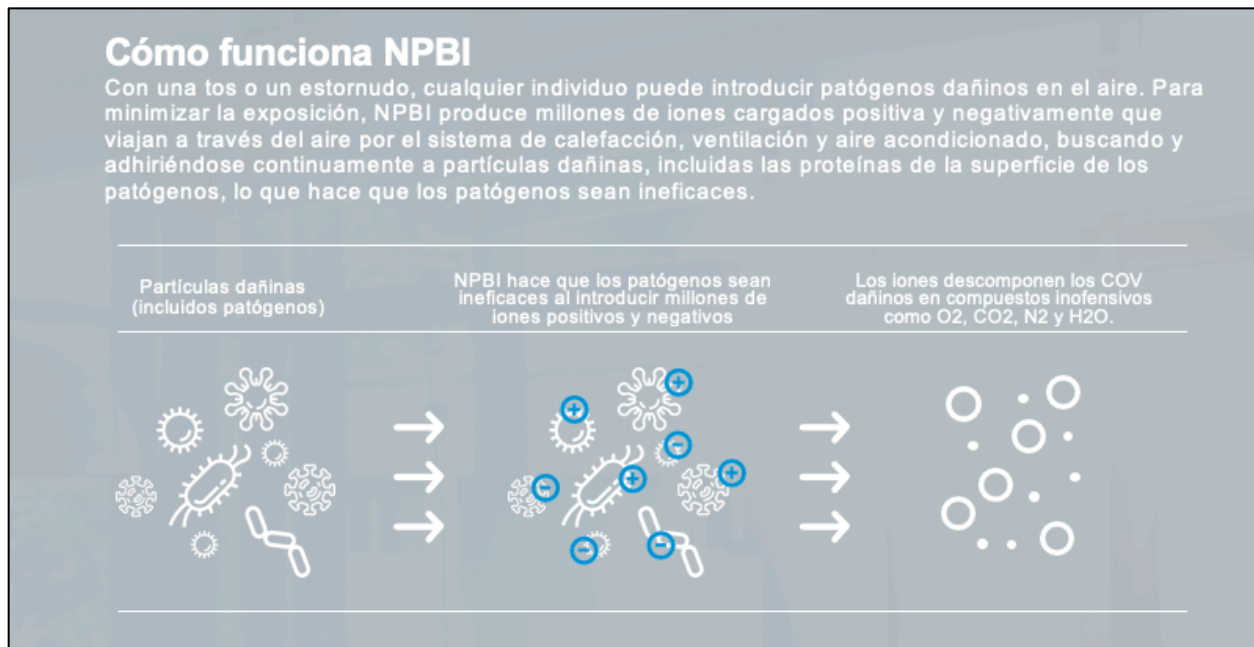 Cómo funciona NPBI
Con una tos o un estornudo, cualquier individuo puede introducir patógenos dañinos en el aire. Para
minimizar la exposición, NPBI produce millones de iones cargados positiva y negativamente que
viajan a través del aire por el sistema de calefacción, ventilación y aire acondicionado, buscando y
adhiriéndose continuamente a partículas dañinas, incluidas las proteínas de la superficie de los
patógenos, lo que hace que los patógenos sean ineficaces.
Partículas dañinas
(incluidos patógenos)
NPBI hace que los patógenos sean
ineficaces al introducir millones de
iones positivos y negativos
Los iones descomponen los COV
dañinos en compuestos inofensivos
como O2, CO2, N2 y H2O.